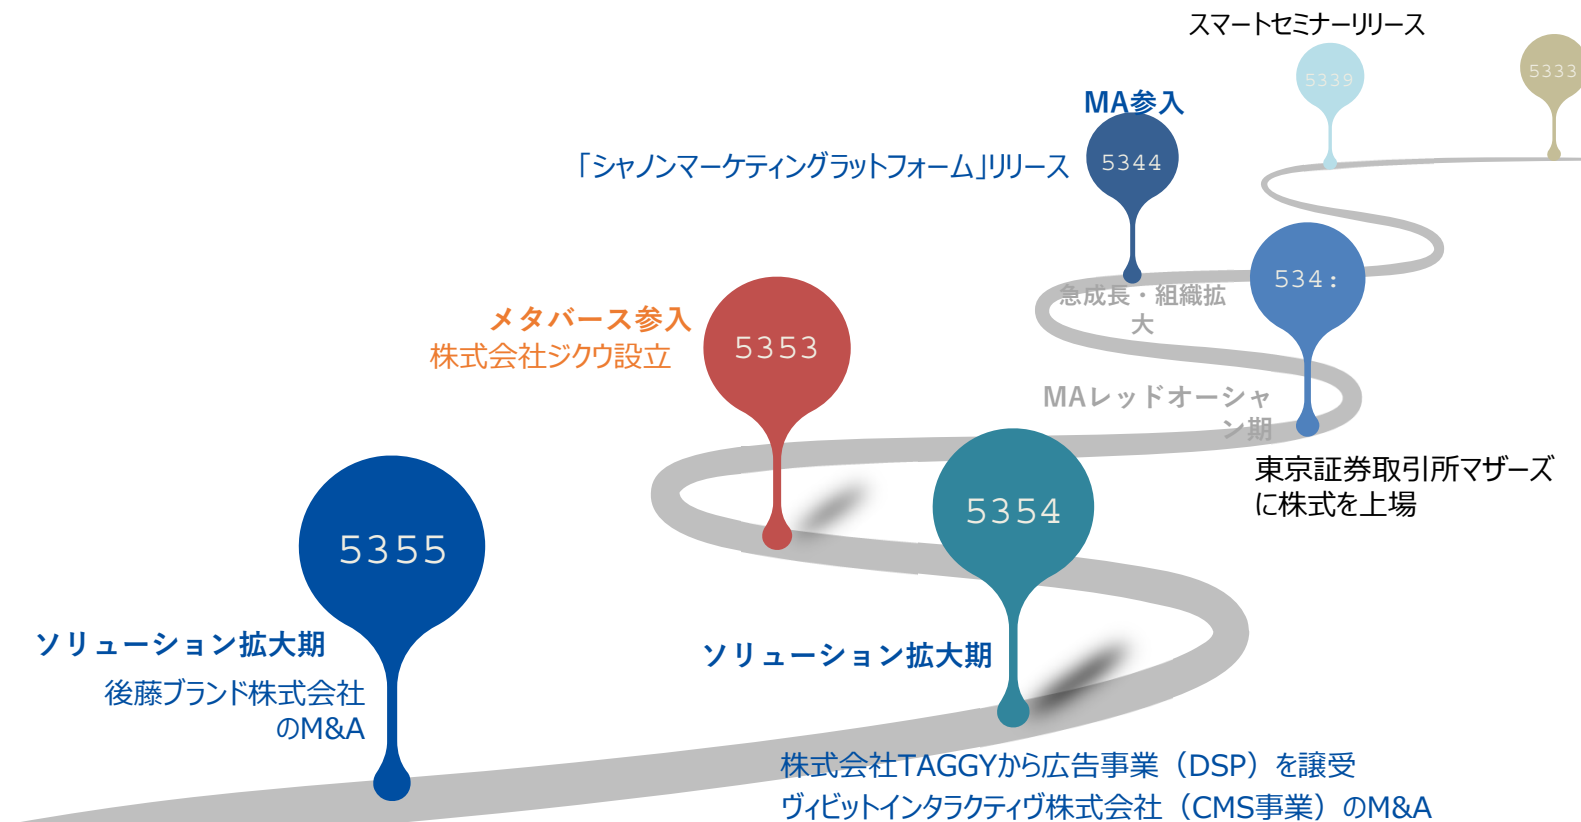 スマートセミナーリリース
5339
5333
MA参入
「シャノンマーケティングラットフォーム」リリース
5344
急成長・組織拡
大
534:
メタバース参入
株式会社ジクウ設立
5353
MAレッドオーシャ
ン期
東京証券取引所マザーズ
に株式を上場
5355
5354
ソリューション拡大期
後藤ブランド株式会社
のM&A
ソリューション拡大期
株式会社TAGGYから広告事業（DSP）を譲受
ヴィビットインタラクティヴ株式会社（CMS事業）のM&A